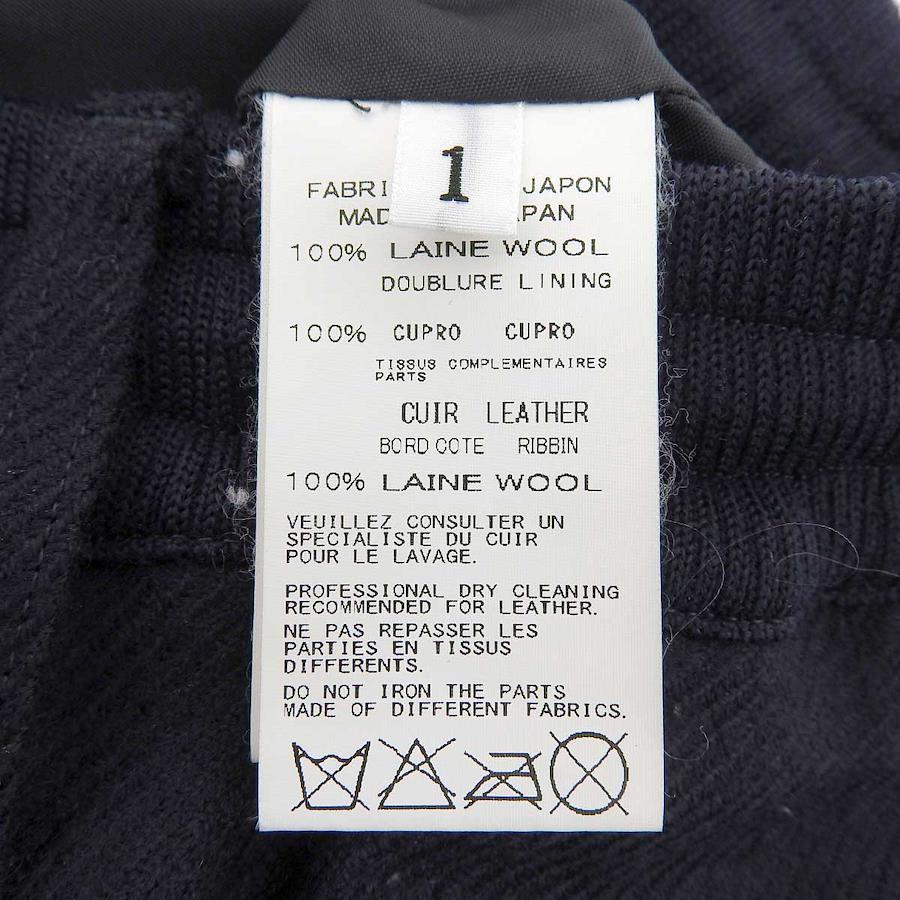 1
FABRI JAPON
MAD APAN
100% LAINE WOOL
DOUBLURE LINING
100% CUPRO CUPRO
TISSUS COMPLEMENTAIRES
PARTS
CUIR LEATHER
BORD COTE RIBBIN
100% LAINE WOOL
VEUILLEZ CONSULTER UN
SPECIALISTE DU CUIR
POUR LE LAVAGE.
PROFESSIONAL DRY CLEANING
RECOMMENDED FOR LEATHER.
NE PAS REPASSER LES
PARTIES EN TISSUS
DIFFERENTS.
DO NOT IRON THE PARTS
MADE OF DIFFERENT FABRICS.